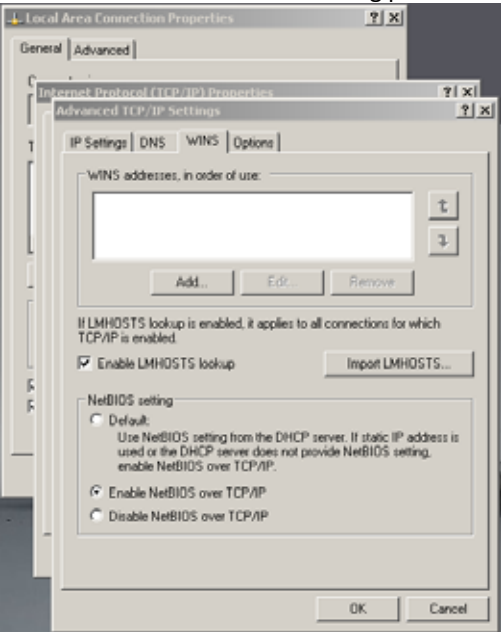 Local Area Connection Properties
General
Advanced
Internet Protocol (TCP/IP) Properties
Advanced TCP/IP Settings
IP Settings
DNS
WINS
Options
WINS addresses, in order of use:
Add...
Edit...
Remove
If LMHOSTS lookup is enabled, it applies to all connections for which
TCP/IP is enabled.
Enable LMHOSTS lookup
Import LMHOSTS...
NetBIOS setting
Default:
Use NetBIOS setting from the DHCP server. If static IP address is
used or the DHCP server does not provide NetBIOS setting,
enable NetBIOS over TCP/IP.
Enable NetBIOS over TCP/IP
Disable NetBIOS over TCP/IP
OK
Cancel